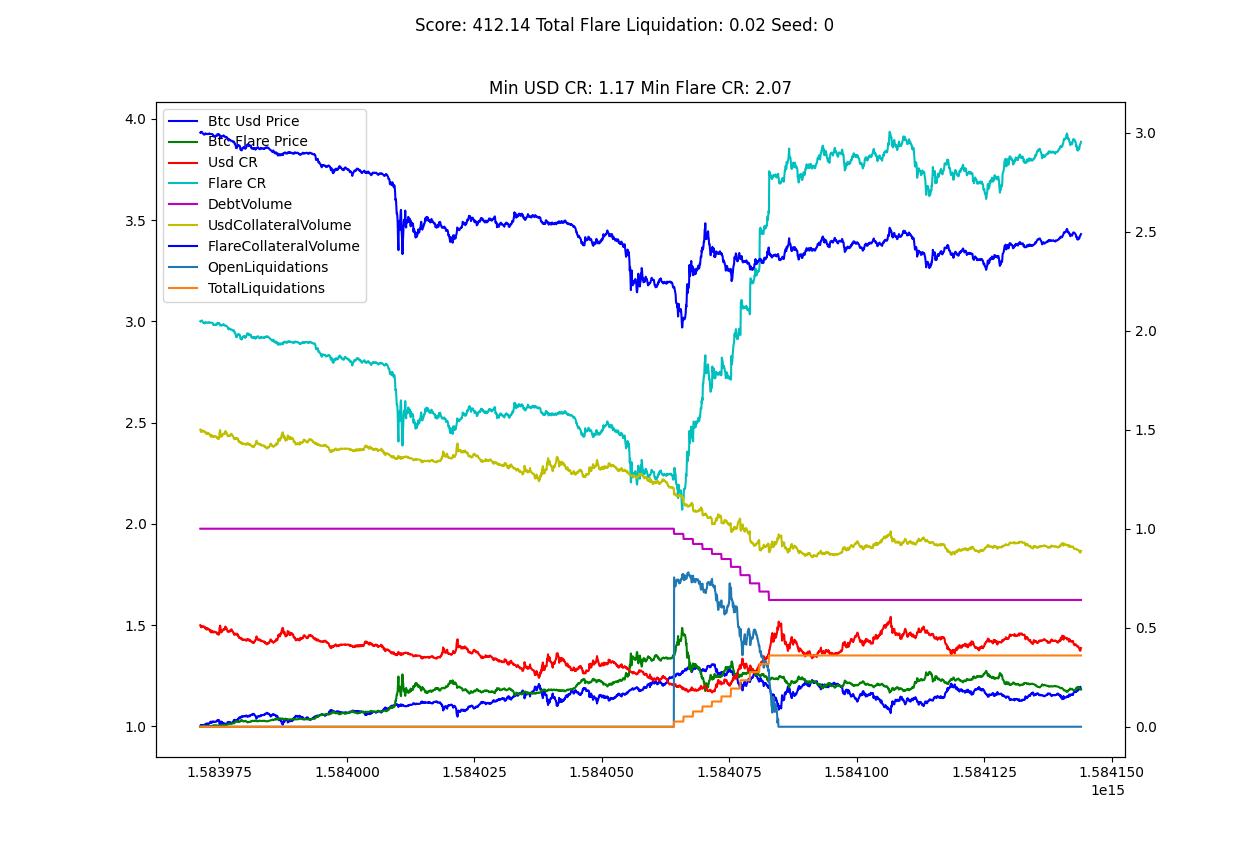 Score: 412.14 Total Flare Liquidation: 0.02 Seed: 0
Min USD CR: 1.17 Min Flare CR: 2.07
Btc Usd Price
Btc Flare Price
Usd CR
Flare CR
DebtVolume
UsdCollateralVolume
FlareCollateralVolume
OpenLiquidations
TotalLiquidations
4.0
3.5
3.0
2.5
2.0
1.5
1.0
3.0
2.5
2.0
1.5
1.0
0.5
0.0
1.583975 1.584000 1.584025 1.584050 1.584075 1.584100 1.584125 1.584150
1e15